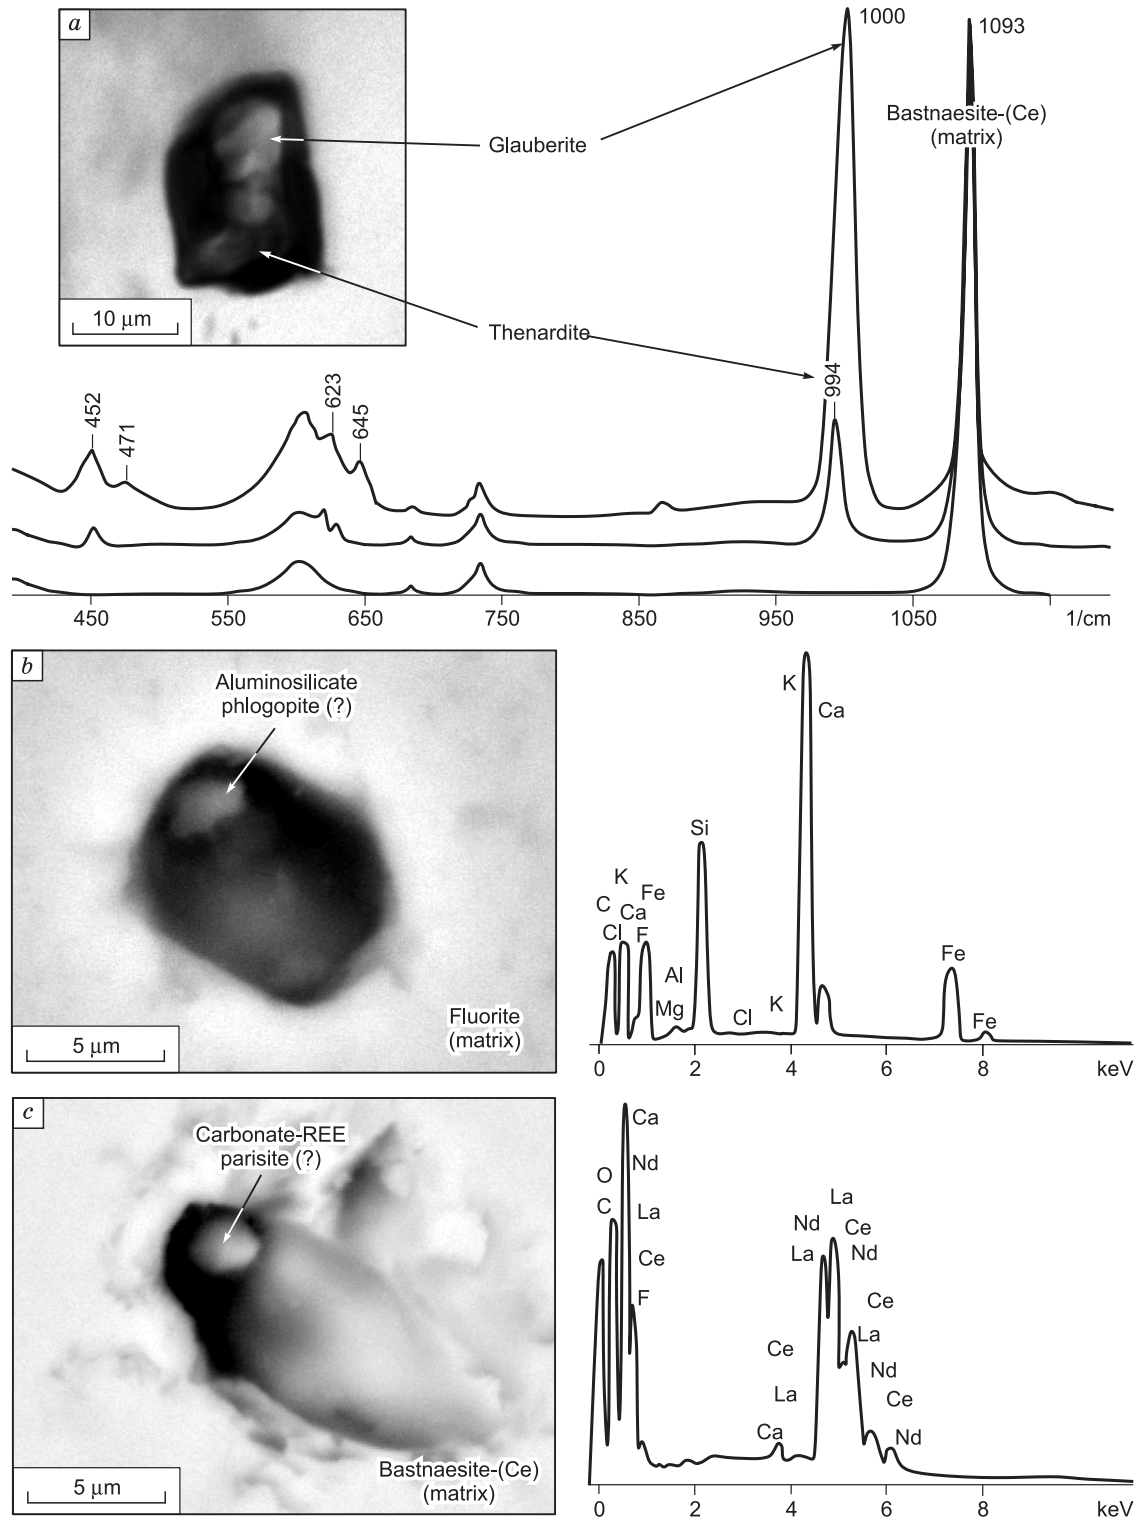 a
1000
1093
Bastnaesite-(Ce)
(matrix)
Glauberite
10 μm
Thenardite
994
452
471
623
645
450
550
650
750
850
950
1050
1/cm
b
Aluminosilicate
phlogopite (?)
Fluorite
(matrix)
5 μm
K
Ca
Si
K
Fe
C
Ca
Cl
F
Al
Mg
Cl
K
Fe
Fe
0
2
4
6
8
keV
c
Carbonate-REE
parisite (?)
Bastnaesite-(Ce)
(matrix)
5 μm
Ca
Nd
O
C
La
Ce
F
La
Nd
Ce
La
Nd
Ce
La
Ce
Nd
La
Ce
Ca
Nd
0
2
4
6
8
keV